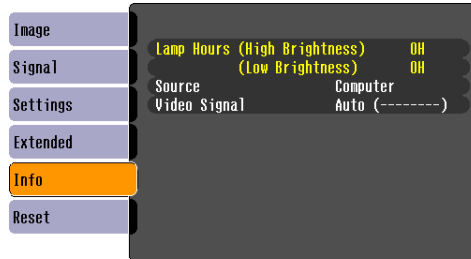 Image
Signal
Settings
Extended
Info
Reset
Lamp Hours (High Brightness) 0H
(Low Brightness) 0H
Source Computer
Video Signal Auto (--------)